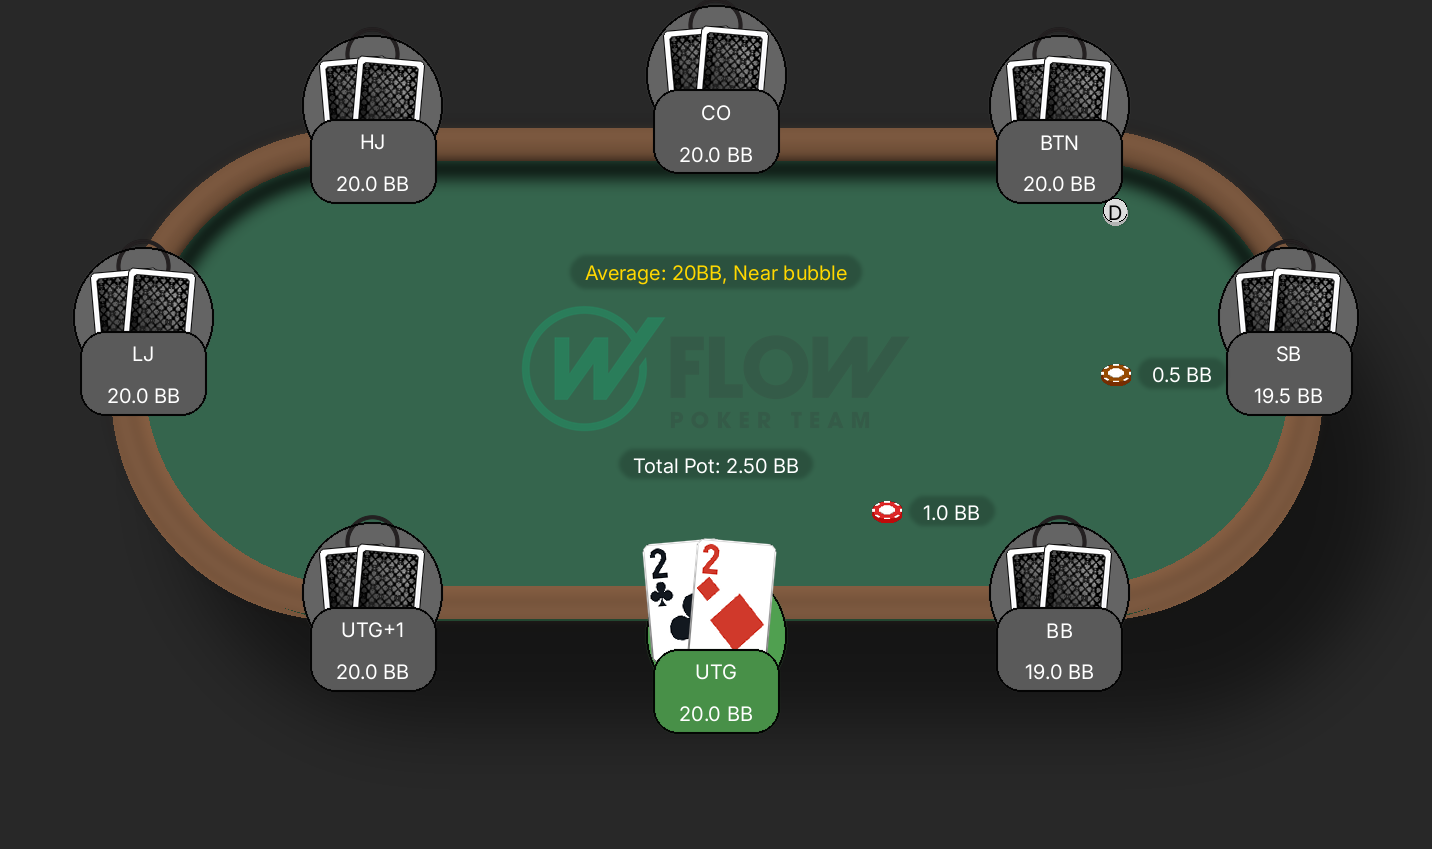 CO
20.0 BB
HJ
20.0 BB
BTN
20.0 BB
D
Average: 20BB, Near bubble
LJ
20.0 BB
W FLOW
POKER TEAM
0.5 BB
SB
19.5 BB
Total Pot: 2.50 BB
1.0 BB
2 2
UTG+1
20.0 BB
UTG
20.0 BB
BB
19.0 BB